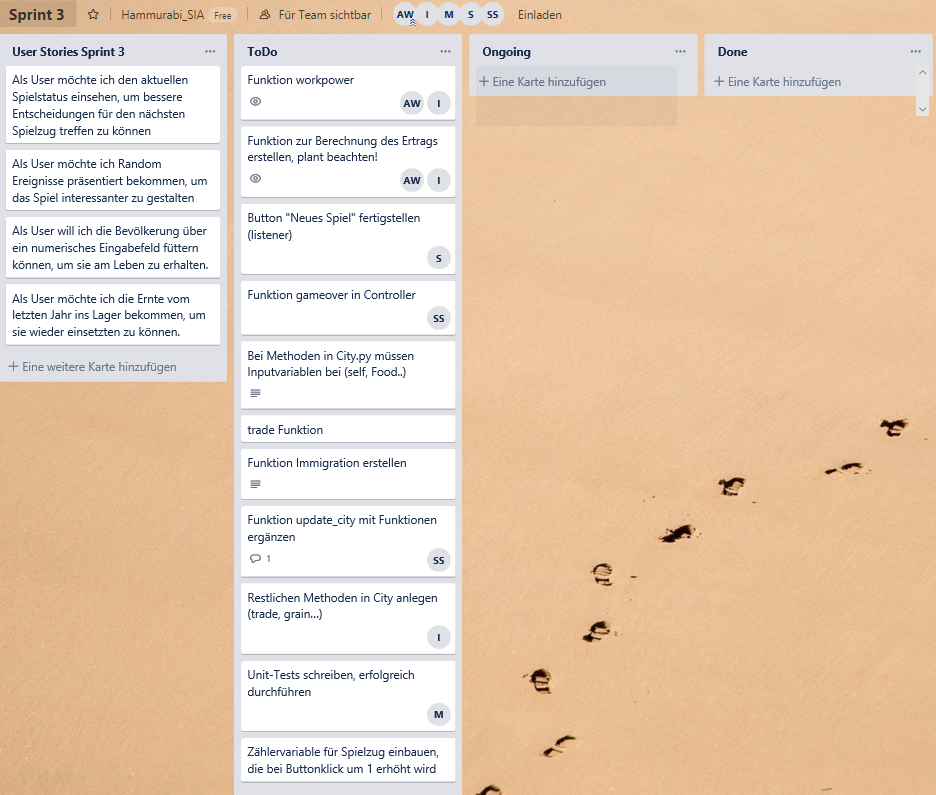 Sprint 3
Hammurabi_SIA Free
Für Team sichtbar
AW I M S SS
Einladen
User Stories Sprint 3
Als User möchte ich den aktuellen
Spielstatus einsehen, um bessere
Entscheidungen für den nächsten
Spielzug treffen zu können
Als User möchte ich Random
Ereignisse präsentiert bekommen, um
das Spiel interessanter zu gestalten
Als User will ich die Bevölkerung über
ein numerisches Eingabefeld füttern
können, um sie am Leben zu erhalten.
Als User möchte ich die Ernte vom
letzten Jahr ins Lager bekommen, um
sie wieder einsetzten zu können.
+ Eine weitere Karte hinzufügen
ToDo
Funktion workpower
AW I
Funktion zur Berechnung des Ertrags
erstellen, plant beachten!
AW I
Button "Neues Spiel" fertigstellen
(listener)
S
Funktion gameover in Controller
SS
Bei Methoden in City.py müssen
Inputvariablen bei (self, Food..)
trade Funktion
Funktion Immigration erstellen
Funktion update_city mit Funktionen
ergänzen
1
SS
Restlichen Methoden in City anlegen
(trade, grain...)
I
Unit-Tests schreiben, erfolgreich
durchführen
M
Zählervariable für Spielzug einbauen,
die bei Buttonklick um 1 erhöht wird
Ongoing
+ Eine Karte hinzufügen
Done
+ Eine Karte hinzufügen